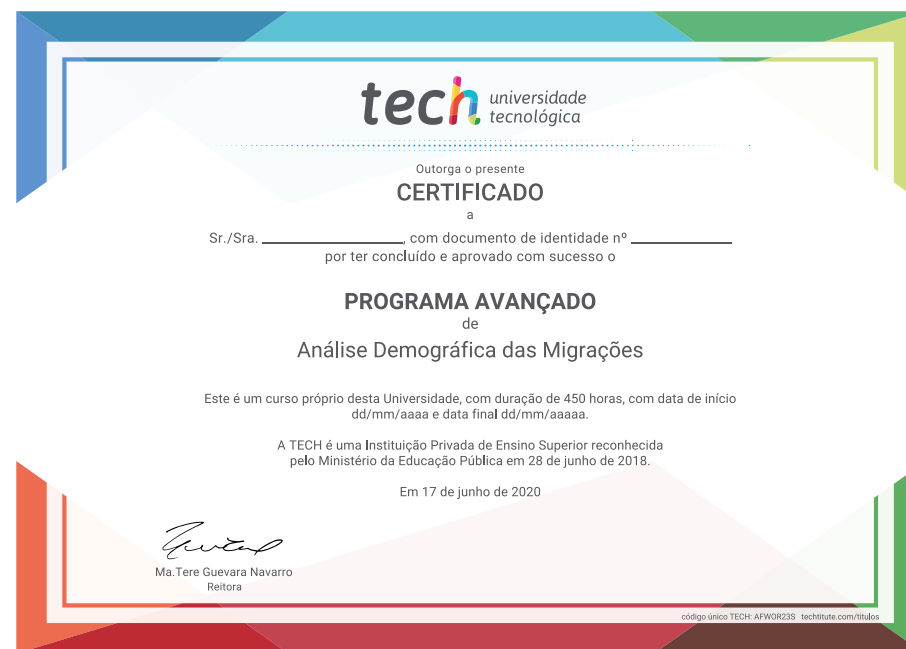 tech universidade
tecnológica
Outorga o presente
CERTIFICADO
a
Sr./Sra. , com documento de identidade nº
por ter concluído e aprovado com sucesso o
PROGRAMA AVANÇADO
de
Análise Demográfica das Migrações
Este é um curso próprio desta Universidade, com duração de 450 horas, com data de início
dd/mm/aaaa e data final dd/mm/aaaaa.
A TECH é uma Instituição Privada de Ensino Superior reconhecida
pelo Ministério da Educação Pública em 28 de junho de 2018.
Em 17 de junho de 2020
Ma.Tere Guevara Navarro
Reitora
código único TECH: AFWOR23S techtitute.com/titulos